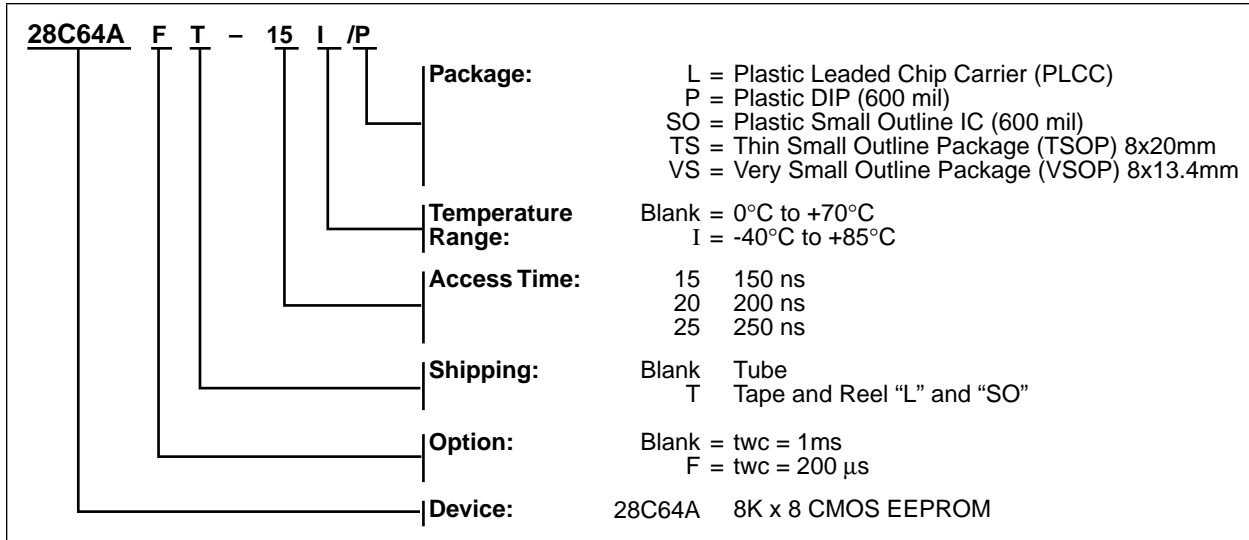 28C64A F T – 15 I /P
Package: L = Plastic Leaded Chip Carrier (PLCC)
P = Plastic DIP (600 mil)
SO = Plastic Small Outline IC (600 mil)
TS = Thin Small Outline Package (TSOP) 8x20mm
VS = Very Small Outline Package (VSOP) 8x13.4mm
Temperature Blank = 0°C to +70°C
Range: I = -40°C to +85°C
Access Time: 15 150 ns
20 200 ns
25 250 ns
Shipping: Blank Tube
T Tape and Reel “L” and “SO”
Option: Blank = twc = 1ms
F = twc = 200 μs
Device: 28C64A 8K x 8 CMOS EEPROM